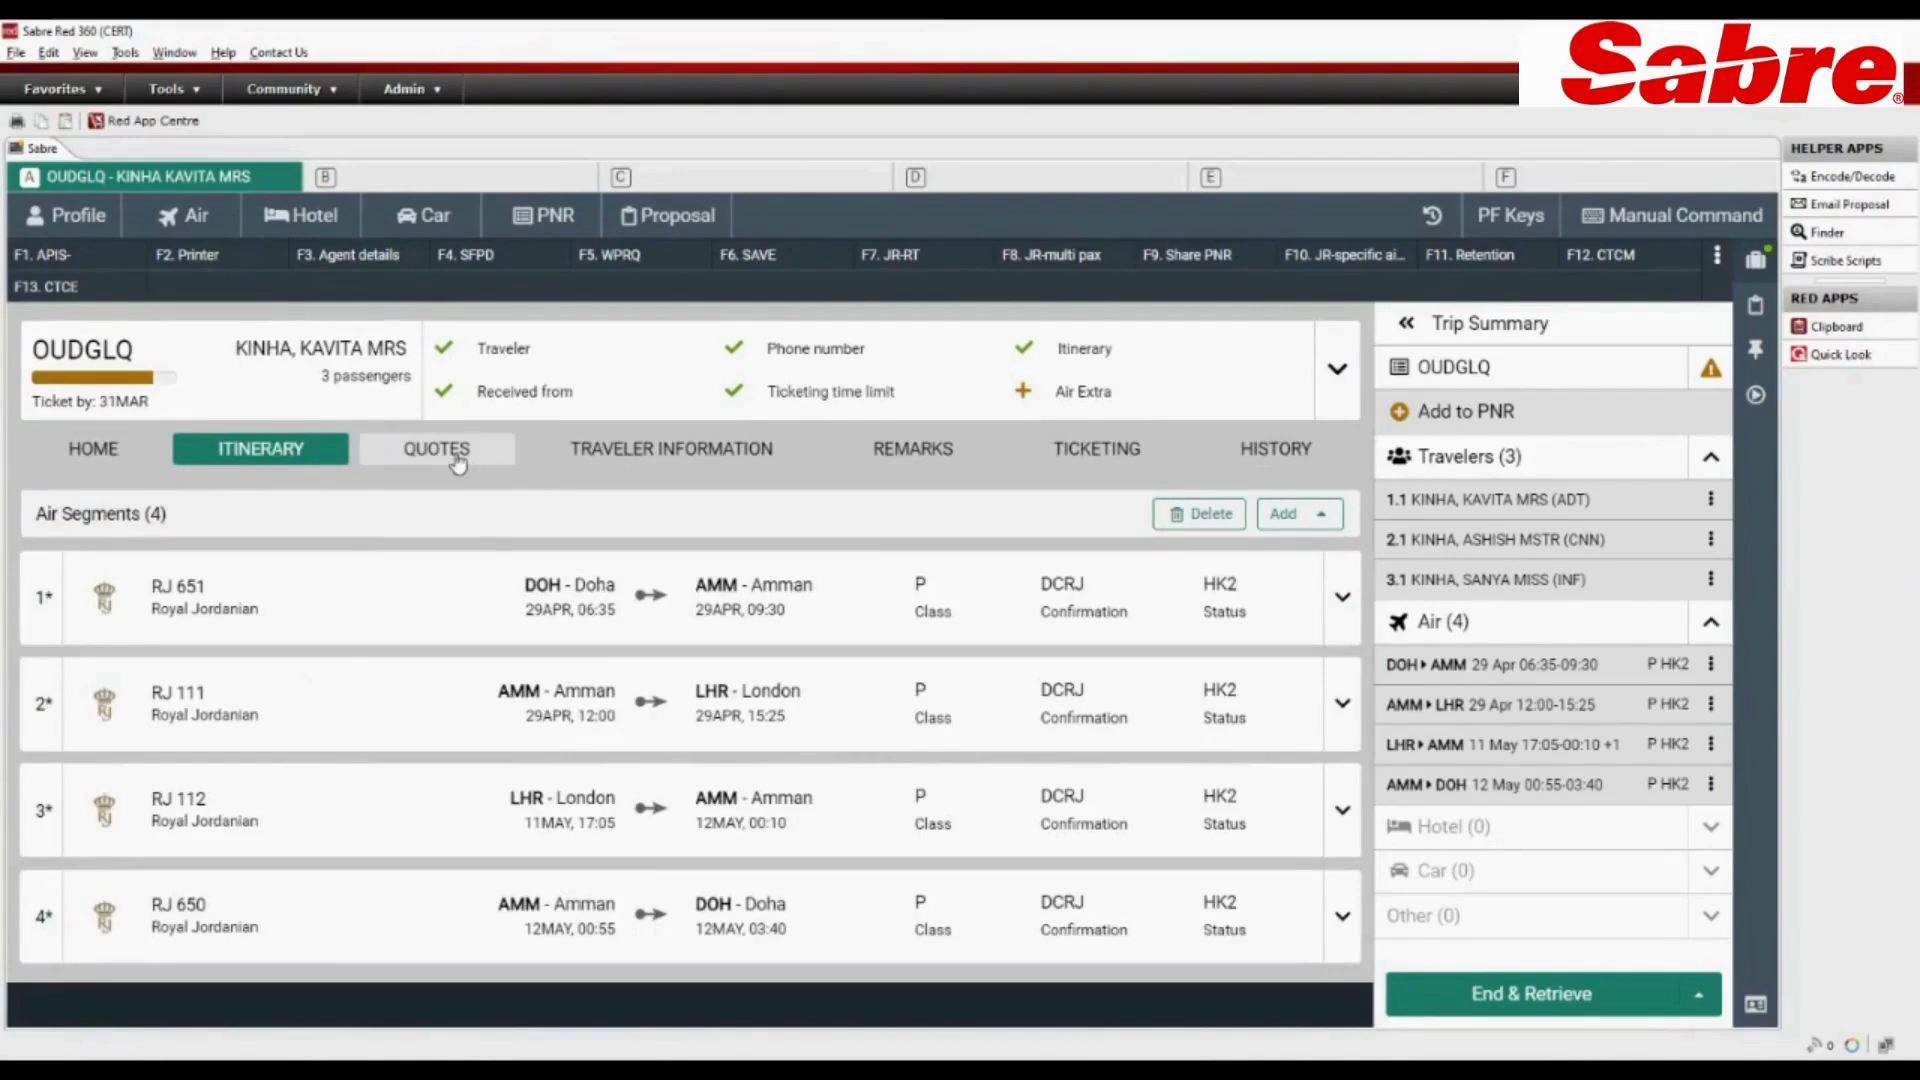 Sabre Red 360 (CERT)
File Edit View Tools Window Help Contact Us
Sabre®
Favorites Tools Community Admin
Red App Centre
Sabre
A OUDGLQ - KINHA KAVITA MRS B C D E F
Profile Air Hotel Car PNR Proposal PF Keys Manual Command
F1. APIS- F2. Printer F3. Agent details F4. SFPD F5. WPRQ F6. SAVE F7. JR-RT F8. JR-multi pax F9. Share PNR F10. JR-specific ai... F11. Retention F12. CTCM
F13. CTCE
OUDGLQ KINHA, KAVITA MRS
3 passengers
Ticket by: 31MAR
Traveler Phone number Itinerary
Received from Ticketing time limit Air Extra
HOME ITINERARY QUOTES TRAVELER INFORMATION REMARKS TICKETING HISTORY
Air Segments (4) Delete Add
1* RJ 651 DOH - Doha AMM - Amman P DCRJ HK2
Royal Jordanian 29APR, 06:35 29APR, 09:30 Class Confirmation Status
2* RJ 111 AMM - Amman LHR - London P DCRJ HK2
Royal Jordanian 29APR, 12:00 29APR, 15:25 Class Confirmation Status
3* RJ 112 LHR - London AMM - Amman P DCRJ HK2
Royal Jordanian 11MAY, 17:05 12MAY, 00:10 Class Confirmation Status
4* RJ 650 AMM - Amman DOH - Doha P DCRJ HK2
Royal Jordanian 12MAY, 00:55 12MAY, 03:40 Class Confirmation Status
Trip Summary
OUDGLQ
Add to PNR
Travelers (3)
1.1 KINHA, KAVITA MRS (ADT)
2.1 KINHA, ASHISH MSTR (CNN)
3.1 KINHA, SANYA MISS (INF)
Air (4)
DOH AMM 29 Apr 06:35-09:30 P HK2
AMM LHR 29 Apr 12:00-15:25 P HK2
LHR AMM 11 May 17:05-00:10 +1 P HK2
AMM DOH 12 May 00:55-03:40 P HK2
Hotel (0)
Car (0)
Other (0)
End & Retrieve
HELPER APPS
Encode/Decode
Email Proposal
Finder
Scribe Scripts
RED APPS
Clipboard
Quick Look
0